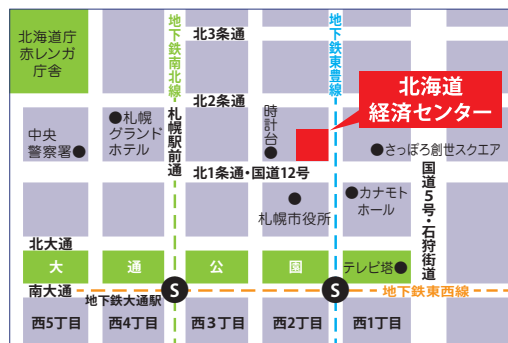 北海道庁
赤レンガ
庁舎
北3条通
地下鉄南北線
地下鉄東豊線
北海道
経済センター
北2条通
札幌駅前通
中央
警察署
札幌
グランド
ホテル
時計台
さっぽろ創世スクエア
北1条通・国道12号
札幌市役所
カナモト
ホール
国道5号・石狩街道
北大通
大 通 公 園
テレビ塔
南大通
S
S
地下鉄大通駅
地下鉄東西線
西5丁目
西4丁目
西3丁目
西2丁目
西1丁目